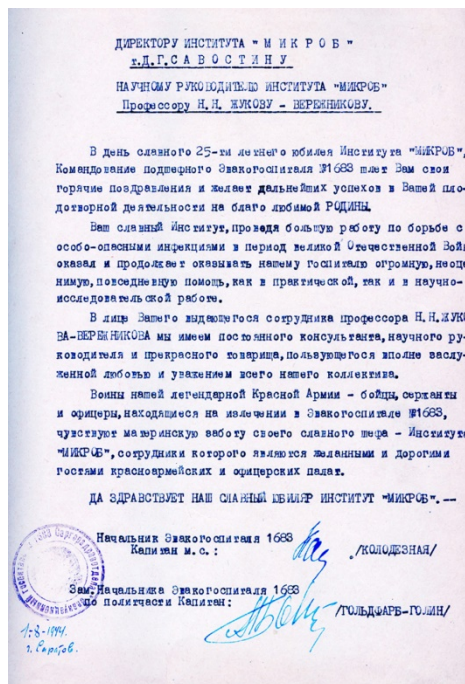 ДИРЕКТОРУ ИНСТИТУТА "М И К Р О Б"
т.Д.Г.С А В О С Т И Н У
НАУЧНОМУ РУКОВОДИТЕЛЮ ИНСТИТУТА "МИКРОБ"
Профессору Н.Н. ЖУКОВУ - ВЕРЕЖНИКОВУ.
В день славного 25-ти летнего юбилея Института "МИКРОБ",
Командование подшефного Эвакогоспиталя №1683 шлет Вам свои
горячие поздравления и желает дальнейших успехов в Вашей пло-
дотворной деятельности на благо любимой РОДИНЫ.
Ваш славный Институт,проведя большую работу по борьбе с
особо-опасными инфекциями в период великой Отечественной Вой
оказал и продолжает оказывать нашему госпиталю огромную,неоце
нимую,повседневную помощь,как в практической,так и в научно-
исследовательской работе.
В лице Вашего выдающегося сотрудника профессора Н.Н.ЖУКО
ВА-ВЕРЕЖНИКОВА мы имеем постоянного консультанта,научного ру-
ководителя и прекрасного товарища,пользующегося вполне заслу-
женной любовью и уважением всего нашего коллектива.
Воины нашей легендарной Красной Армии - бойцы,сержанты
и офицеры,находящиеся на излечении в Эвакогоспитале №1683,
чувствуют материнскую заботу своего славного шефа - Института
"МИКРОБ",сотрудники которого являются желанными и дорогими
гостями красноармейских и офицерских палат.
ДА ЗДРАВСТВУЕТ НАШ СЛАВНЫЙ ЮБИЛЯР ИНСТИТУТ "МИКРОБ".--
Начальник Эвакогоспиталя 1683
Капитан м.с.: /КОЛОДЕЗНАЯ/
Зам.Начальника Эвакогоспиталя 1683
по политчасти Капитан: /ГОЛЬДФАРБ-ГОЛИН/
1-8-1944.
г. Саратов.